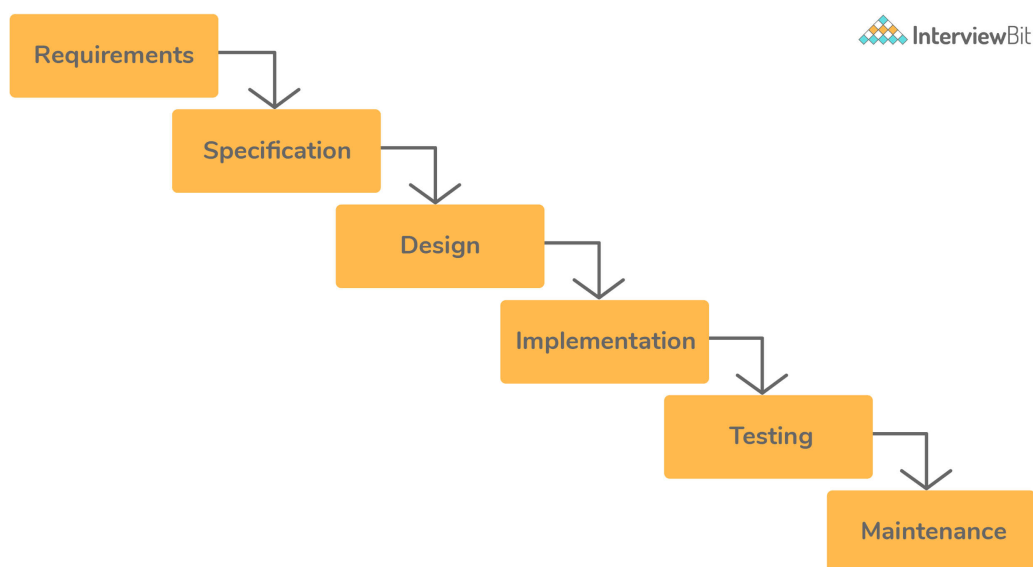 InterviewBit
Requirements
Specification
Design
Implementation
Testing
Maintenance